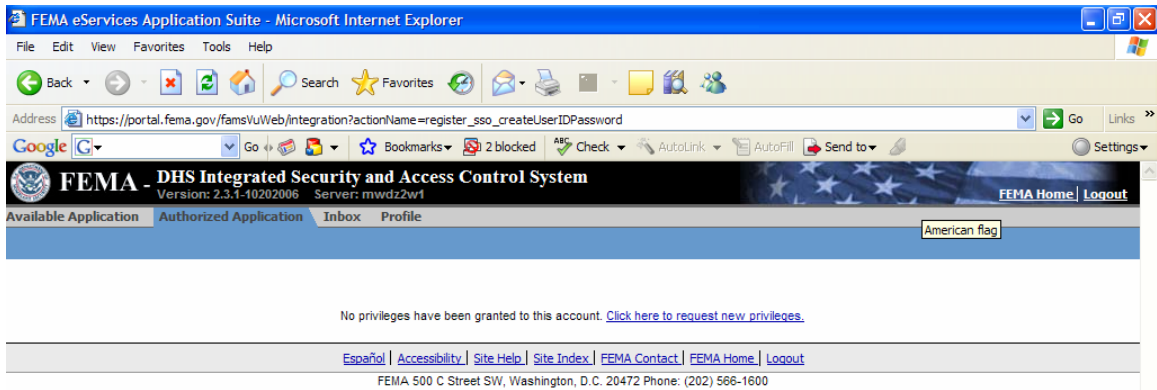 FEMA eServices Application Suite - Microsoft Internet Explorer
File Edit View Favorites Tools Help
Back Search Favorites
Address https://portal.fema.gov/famsVuWeb/integration?actionName=register_sso_createUserIDPassword Go Links »
Google G Go Bookmarks 2 blocked ABC Check AutoLink AutoFill Send to Settings
FEMA - DHS Integrated Security and Access Control System
Version: 2.3.1-10202006 Server: mwdz2w1
FEMA Home | Logout
Available Application Authorized Application Inbox Profile
American flag
No privileges have been granted to this account. Click here to request new privileges.
Español | Accessibility | Site Help | Site Index | FEMA Contact | FEMA Home | Logout
FEMA 500 C Street SW, Washington, D.C. 20472 Phone: (202) 566-1600